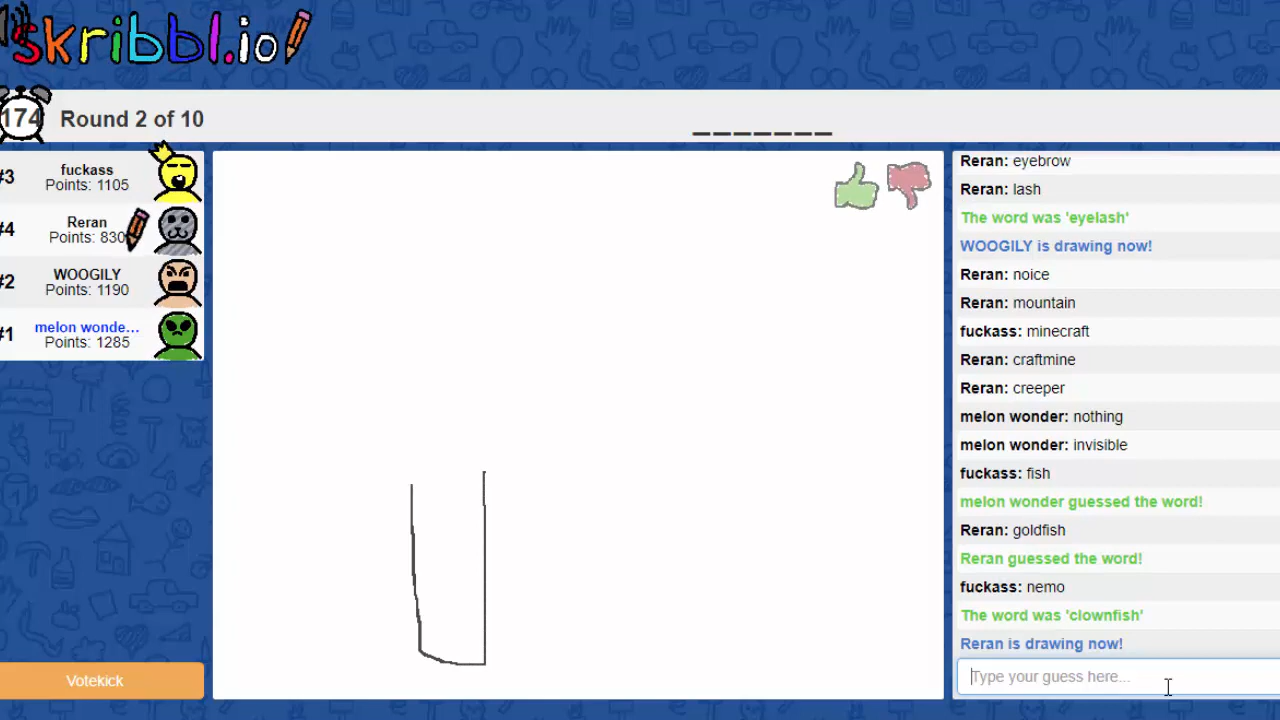 skribbl.io
174
Round 2 of 10
_______
#3
fuckass
Points: 1105
#4
Reran
Points: 830
#2
WOOGILY
Points: 1190
#1
melon wonde...
Points: 1285
Votekick
Reran: eyebrow
Reran: lash
The word was 'eyelash'
WOOGILY is drawing now!
Reran: noice
Reran: mountain
fuckass: minecraft
Reran: craftmine
Reran: creeper
melon wonder: nothing
melon wonder: invisible
fuckass: fish
melon wonder guessed the word!
Reran: goldfish
Reran guessed the word!
fuckass: nemo
The word was 'clownfish'
Reran is drawing now!
Type your guess here...